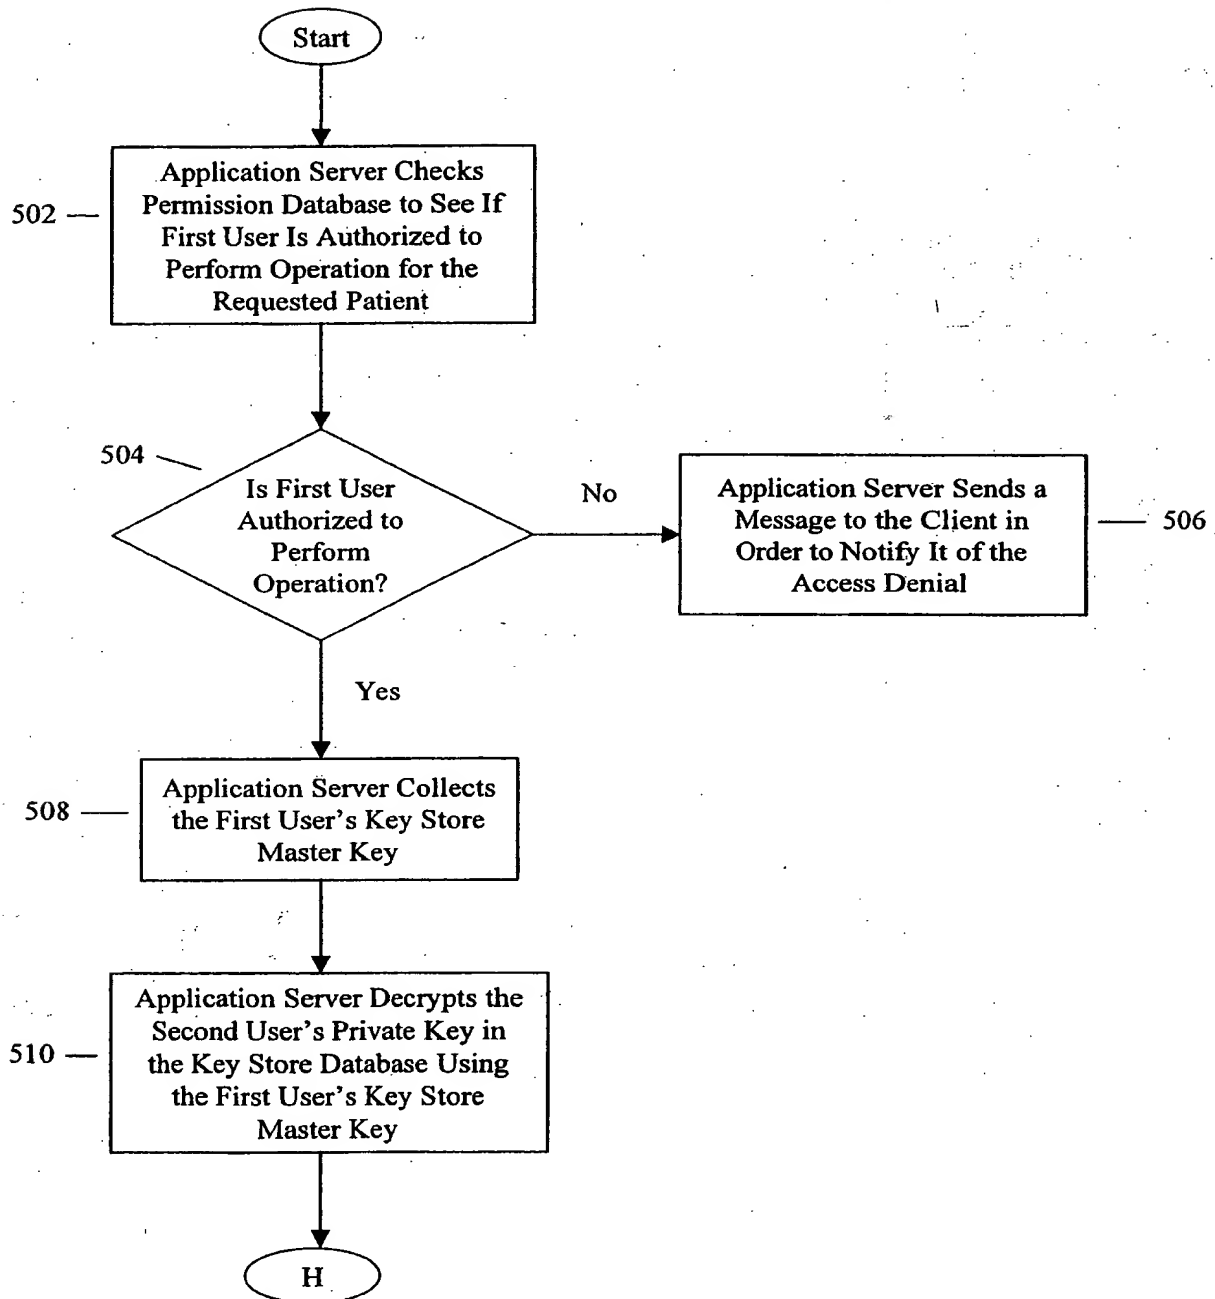 Start
502
Application Server Checks
Permission Database to See If
First User Is Authorized to
Perform Operation for the
Requested Patient
504
Is First User
Authorized to
Perform
Operation?
No
Application Server Sends a
Message to the Client in
Order to Notify It of the
Access Denial
506
Yes
508
Application Server Collects
the First User's Key Store
Master Key
510
Application Server Decrypts the
Second User's Private Key in
the Key Store Database Using
the First User's Key Store
Master Key
H